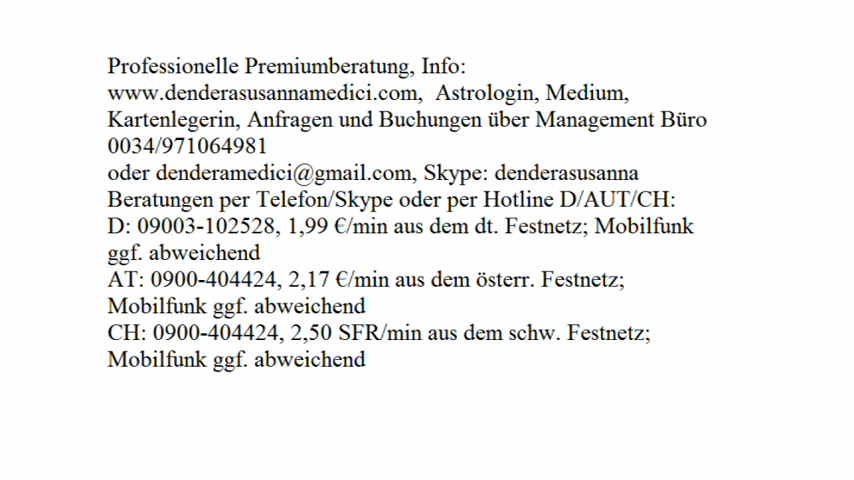 Professionelle Premiumberatung, Info:
www.denderasusannamedici.com,  Astrologin, Medium,
Kartenlegerin, Anfragen und Buchungen über Management Büro
0034/971064981
oder denderamedici@gmail.com, Skype: denderasusanna
Beratungen per Telefon/Skype oder per Hotline D/AUT/CH:
D: 09003-102528, 1,99 €/min aus dem dt. Festnetz; Mobilfunk
ggf. abweichend
AT: 0900-404424, 2,17 €/min aus dem österr. Festnetz;
Mobilfunk ggf. abweichend
CH: 0900-404424, 2,50 SFR/min aus dem schw. Festnetz;
Mobilfunk ggf. abweichend